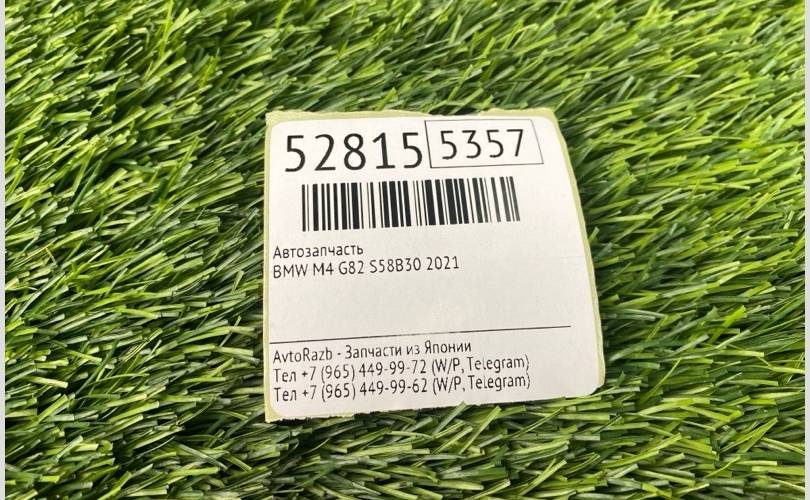 52815 5357
Автозапчасть
BMW M4 G82 S58B30 2021
AvtoRazb - Запчасти из Японии
Тел +7 (965) 449-99-72 (W/P, Telegram)
Тел +7 (965) 449-99-62 (W/P, Telegram)